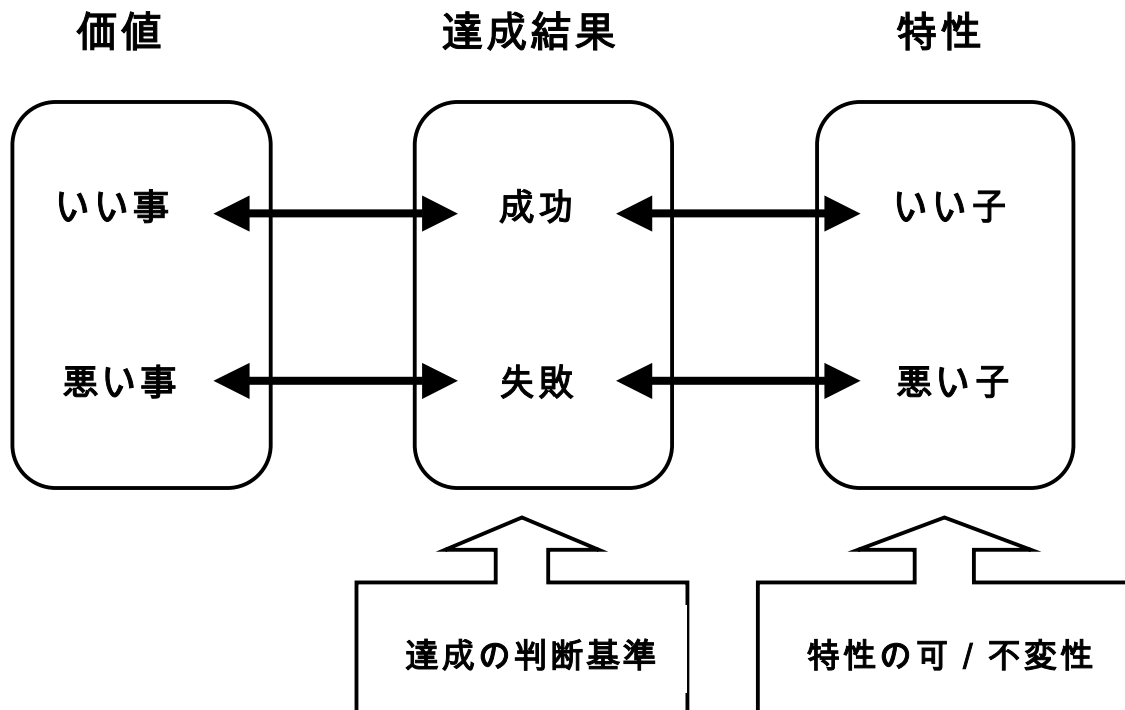 価値 達成結果 特性
いい事 成功 いい子
悪い事 失敗 悪い子
達成の判断基準 特性の可 / 不変性